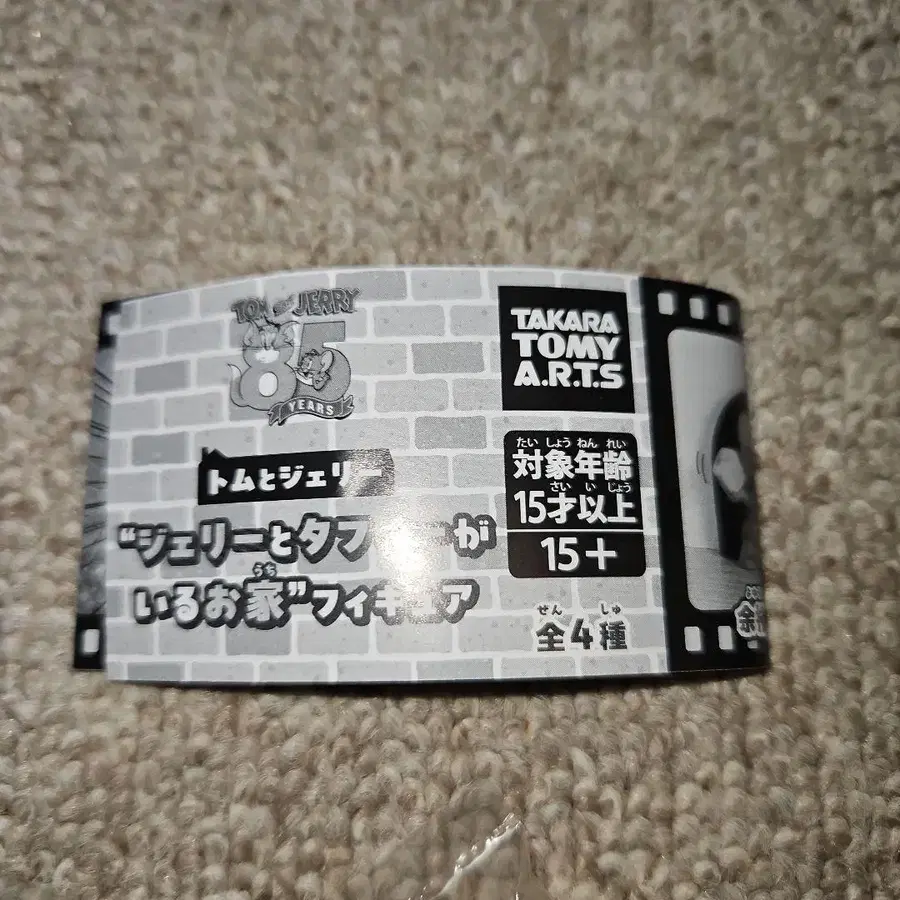 TOM and JERRY
85
YEARS
トムとジェリー
"ジェリーとタフィーが
うち
いるお家"フィギュア
TAKARA
TOMY
A.R.T.S
たい しょう ねん れい
対象年齢
さい い じょう
15才以上
15+
ぜん しゅ
全4種